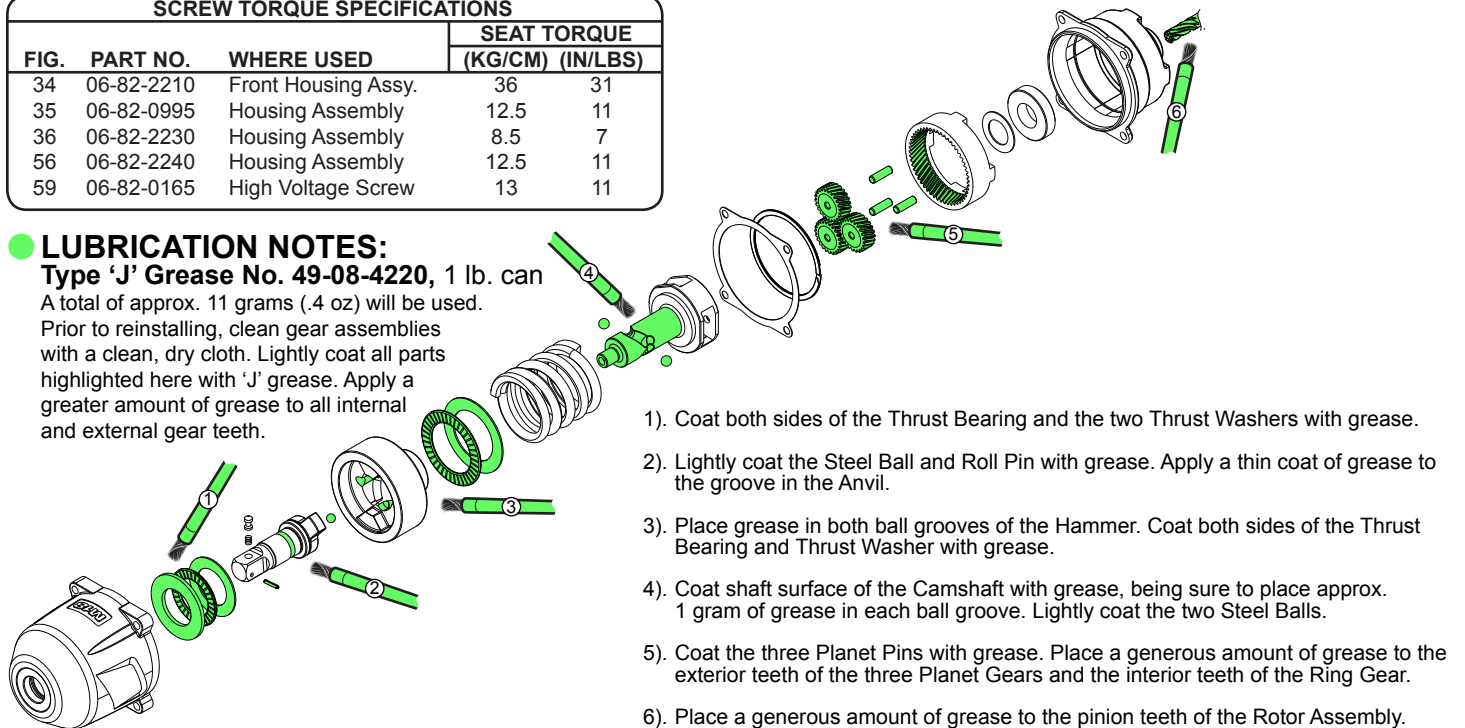 SCREW TORQUE SPECIFICATIONS
SEAT TORQUE
FIG. PART NO. WHERE USED (KG/CM) (IN/LBS)
34 06-82-2210 Front Housing Assy. 36 31
35 06-82-0995 Housing Assembly 12.5 11
36 06-82-2230 Housing Assembly 8.5 7
56 06-82-2240 Housing Assembly 12.5 11
59 06-82-0165 High Voltage Screw 13 11
LUBRICATION NOTES:
Type ‘J’ Grease No. 49-08-4220, 1 lb. can
A total of approx. 11 grams (.4 oz) will be used.
Prior to reinstalling, clean gear assemblies
with a clean, dry cloth. Lightly coat all parts
highlighted here with ‘J’ grease. Apply a
greater amount of grease to all internal
and external gear teeth.
6
5
4
3
1
2
1). Coat both sides of the Thrust Bearing and the two Thrust Washers with grease.
2). Lightly coat the Steel Ball and Roll Pin with grease. Apply a thin coat of grease to
the groove in the Anvil.
3). Place grease in both ball grooves of the Hammer. Coat both sides of the Thrust
Bearing and Thrust Washer with grease.
4). Coat shaft surface of the Camshaft with grease, being sure to place approx.
1 gram of grease in each ball groove. Lightly coat the two Steel Balls.
5). Coat the three Planet Pins with grease. Place a generous amount of grease to the
exterior teeth of the three Planet Gears and the interior teeth of the Ring Gear.
6). Place a generous amount of grease to the pinion teeth of the Rotor Assembly.